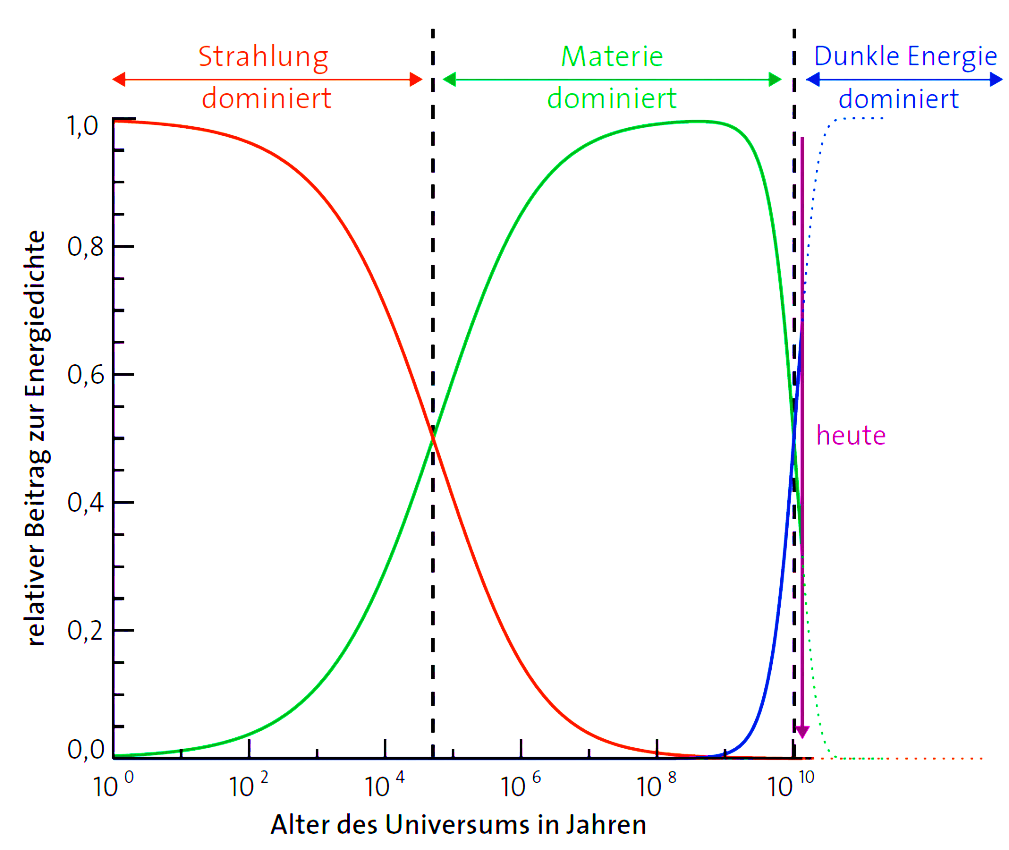 Strahlung
dominiert
Materie
dominiert
Dunkle Energie
dominiert
relativer Beitrag zur Energiedichte
1,0
0,8
0,6
0,4
0,2
0,0
heute
10^0 10^2 10^4 10^6 10^8 10^10
Alter des Universums in Jahren